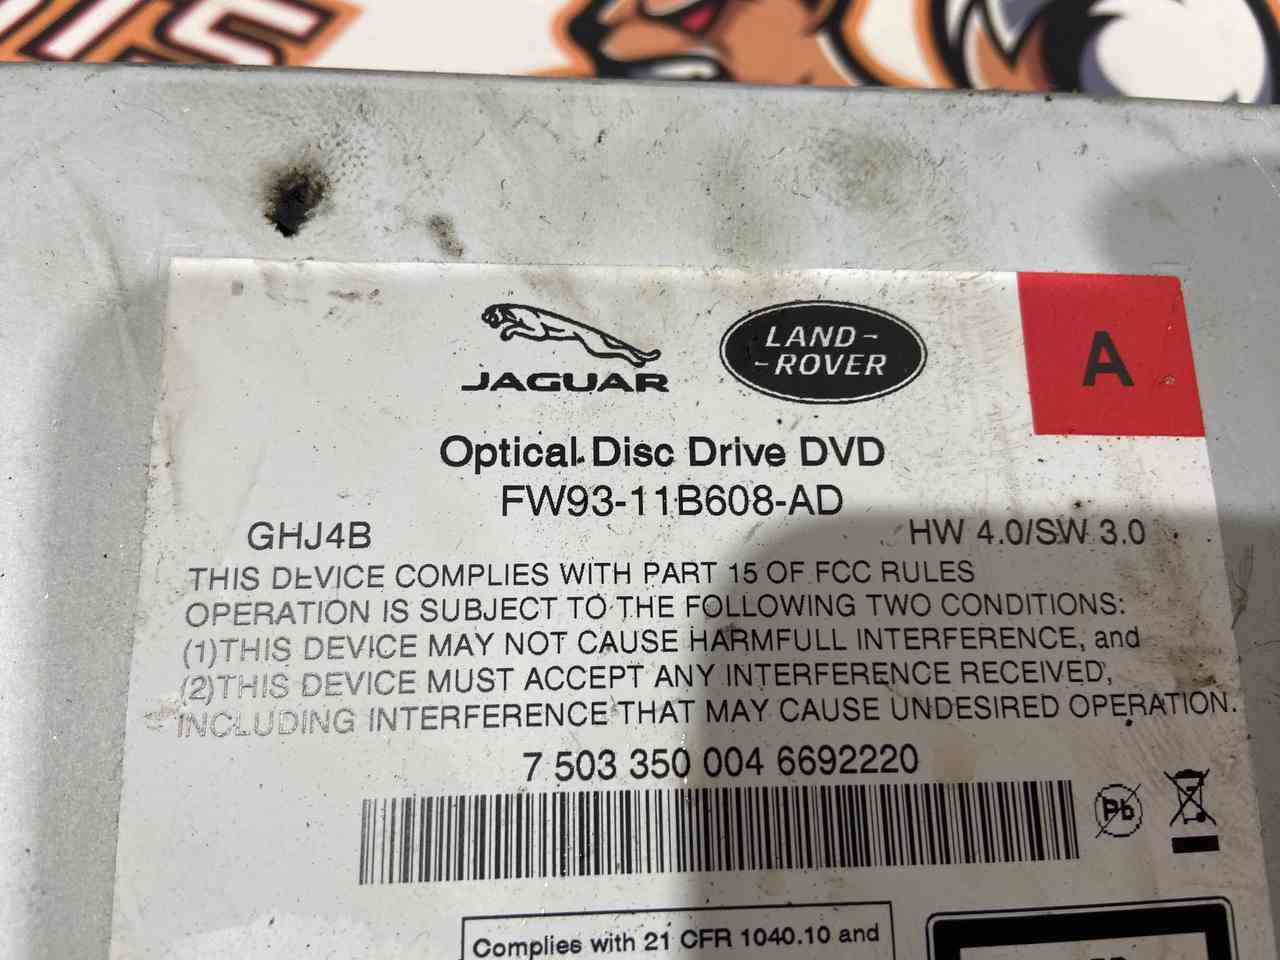 JAGUAR
LAND-
-ROVER
A
Optical Disc Drive DVD
FW93-11B608-AD
GHJ4B
HW 4.0/SW 3.0
THIS DEVICE COMPLIES WITH PART 15 OF FCC RULES
OPERATION IS SUBJECT TO THE FOLLOWING TWO CONDITIONS:
(1)THIS DEVICE MAY NOT CAUSE HARMFULL INTERFERENCE, and
(2)THIS DEVICE MUST ACCEPT ANY INTERFERENCE RECEIVED,
INCLUDING INTERFERENCE THAT MAY CAUSE UNDESIRED OPERATION.
7 503 350 004 6692220
Pb
Complies with 21 CFR 1040.10 and